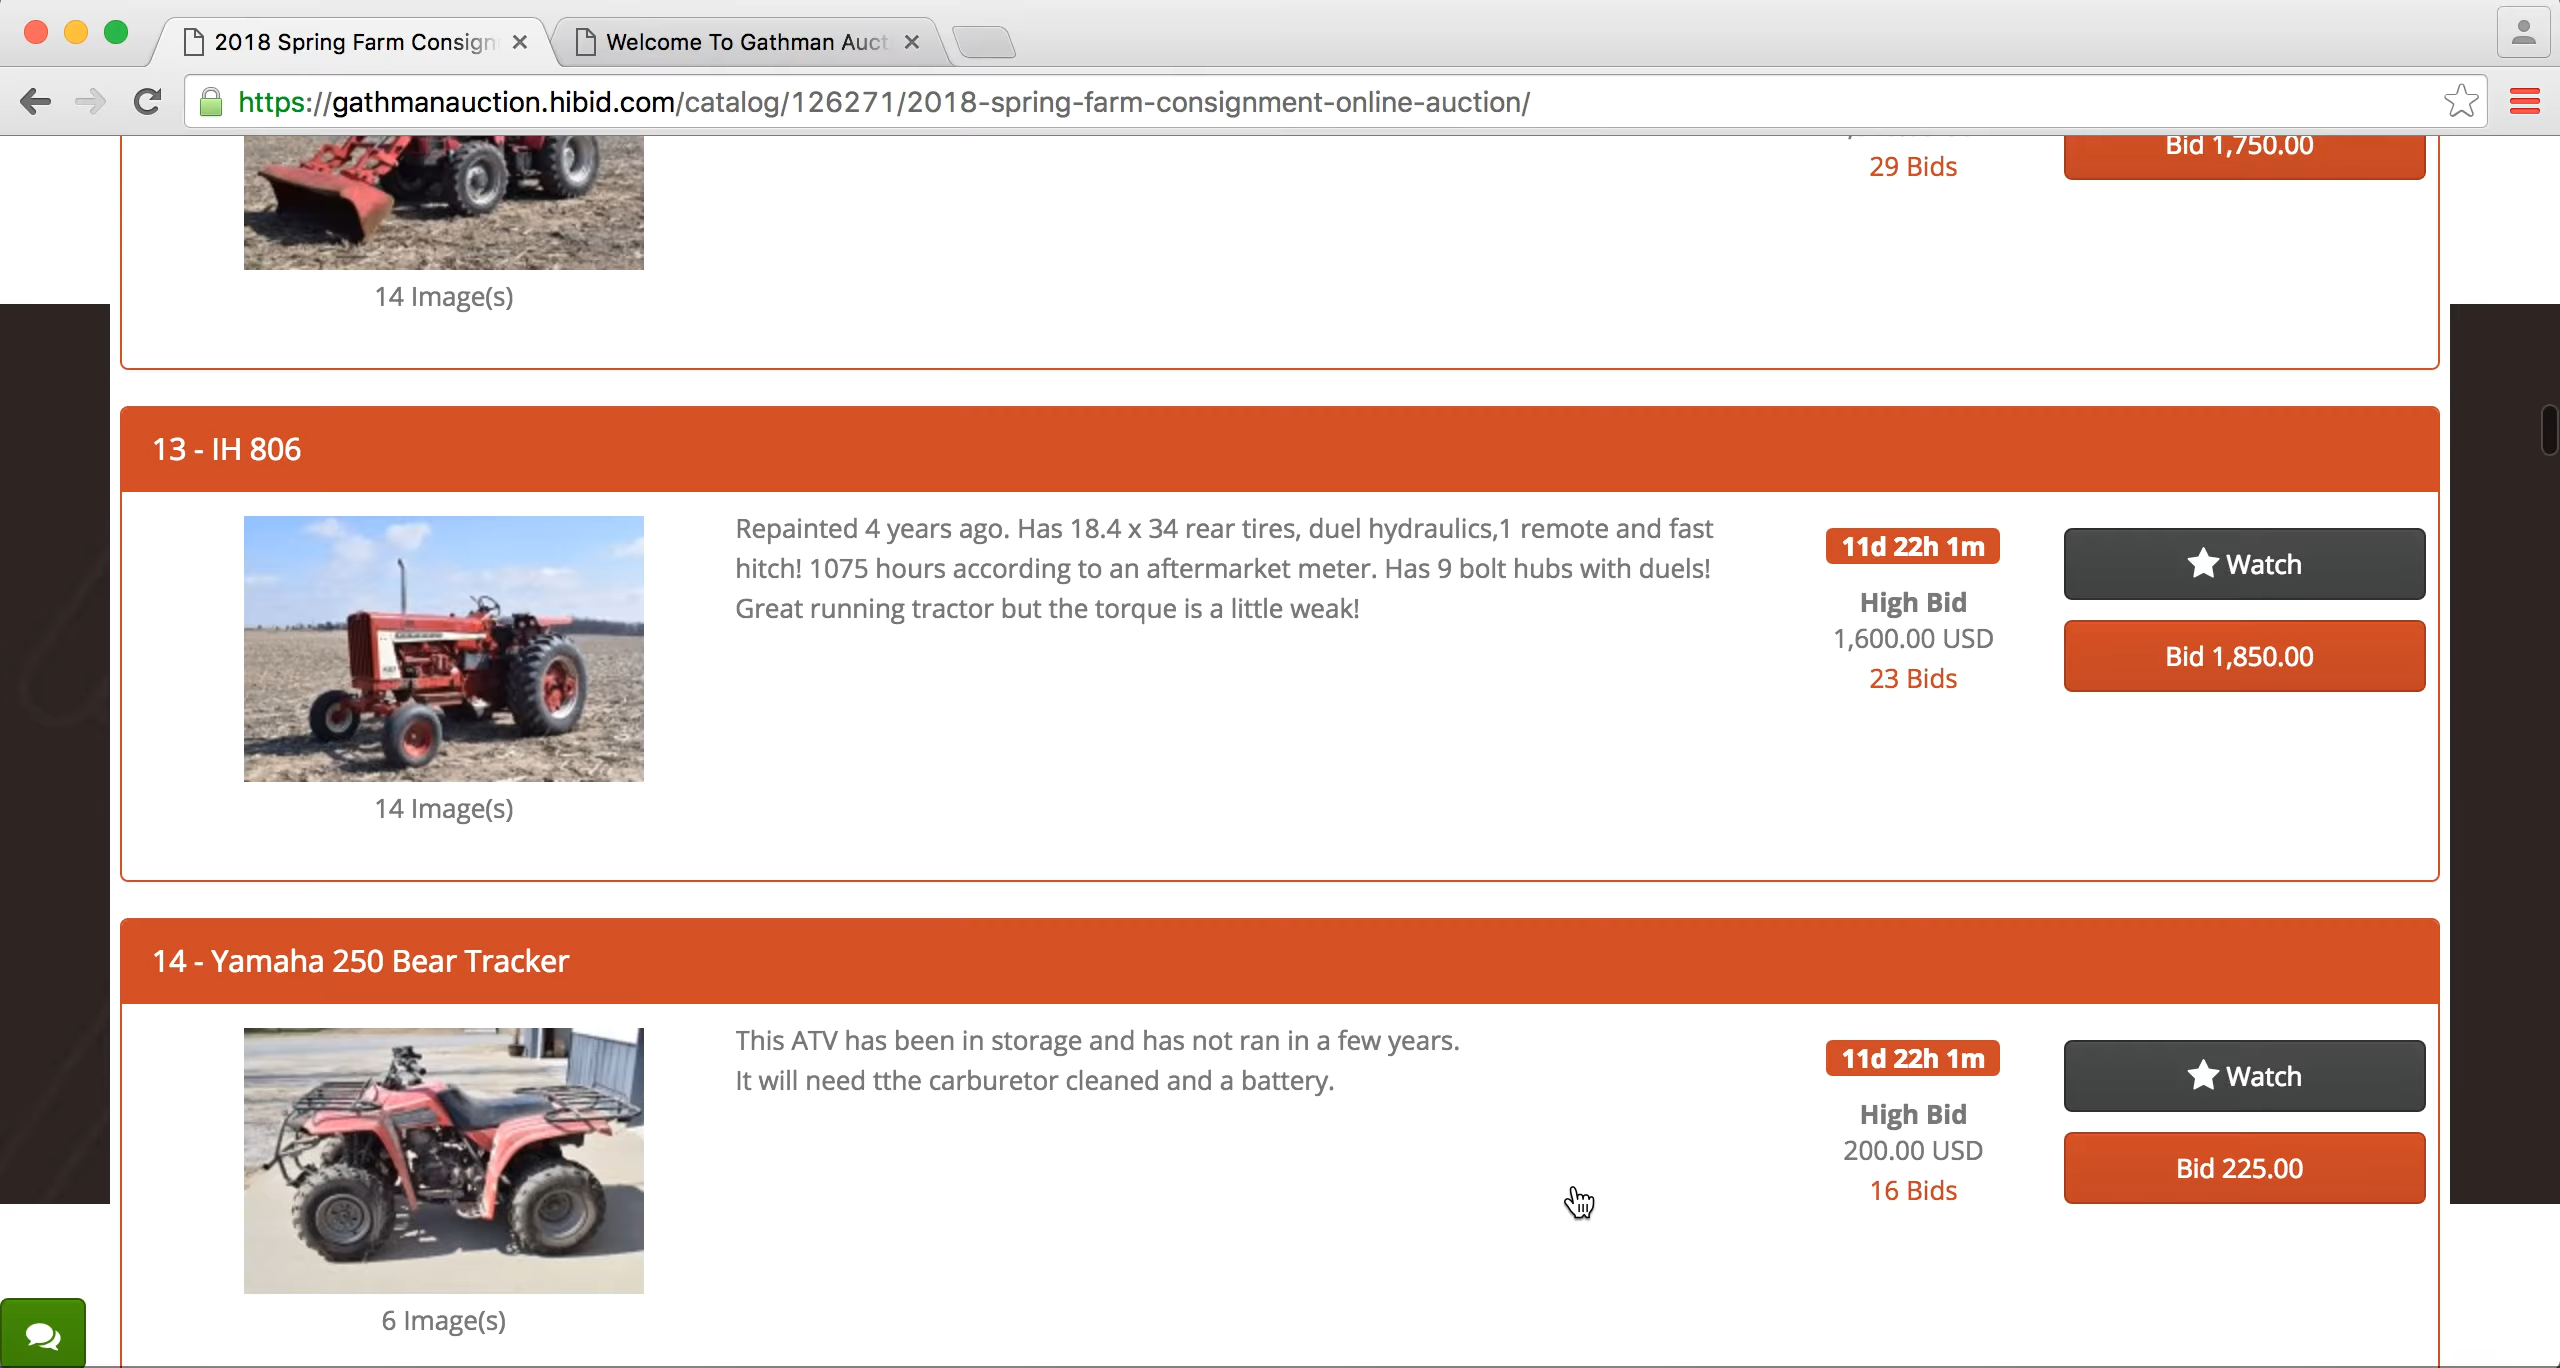 2018 Spring Farm Consign
Welcome To Gathman Auct
https://gathmanauction.hibid.com/catalog/126271/2018-spring-farm-consignment-online-auction/
29 Bids
Bid 1,750.00
14 Image(s)
13 - IH 806
Repainted 4 years ago. Has 18.4 x 34 rear tires, duel hydraulics,1 remote and fast
hitch! 1075 hours according to an aftermarket meter. Has 9 bolt hubs with duels!
Great running tractor but the torque is a little weak!
11d 22h 1m
High Bid
1,600.00 USD
23 Bids
Watch
Bid 1,850.00
14 Image(s)
14 - Yamaha 250 Bear Tracker
This ATV has been in storage and has not ran in a few years.
It will need tthe carburetor cleaned and a battery.
11d 22h 1m
High Bid
200.00 USD
16 Bids
Watch
Bid 225.00
6 Image(s)